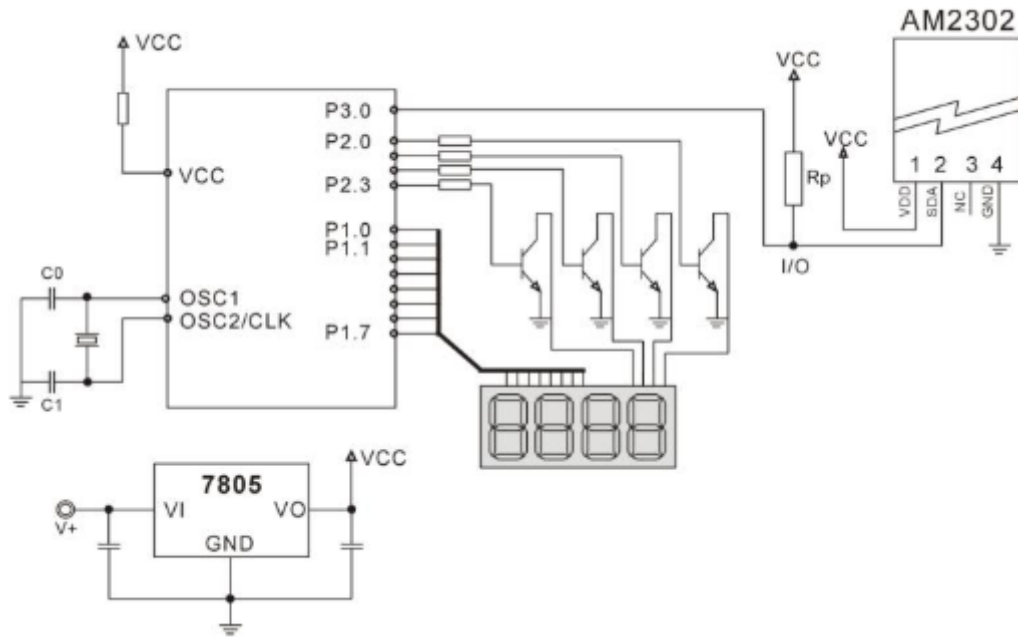 AM2302
VCC
VCC
P3.0
P2.0
P2.3
VCC
VCC
Rp
1 2 3 4
VDD SDA NC GND
P1.0
P1.1
I/O
C0
OSC1
OSC2/CLK
P1.7
C1
VCC
7805
V+
VI
VO
GND